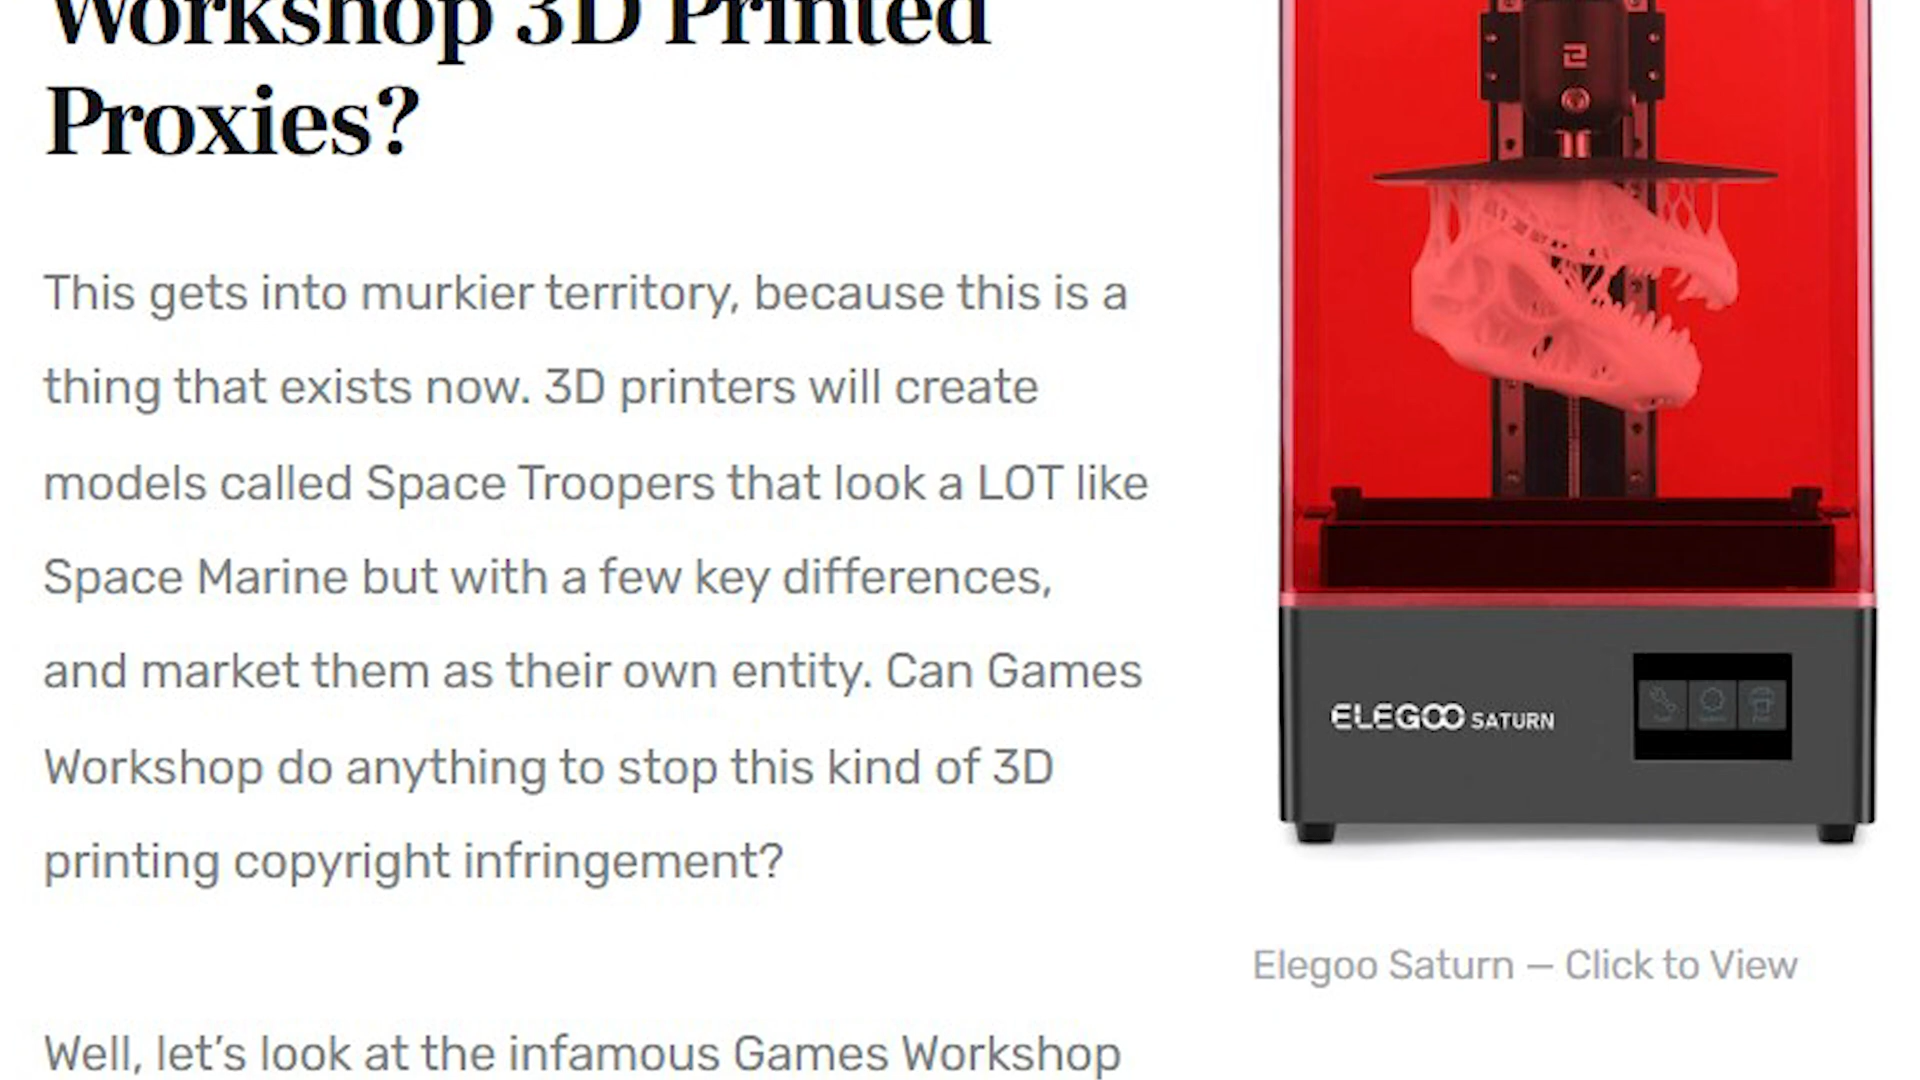 Workshop 3D Printed
Proxies?
This gets into murkier territory, because this is a
thing that exists now. 3D printers will create
models called Space Troopers that look a LOT like
Space Marine but with a few key differences,
and market them as their own entity. Can Games
Workshop do anything to stop this kind of 3D
printing copyright infringement?
Well, let’s look at the infamous Games Workshop
ELEGOO SATURN
Elegoo Saturn – Click to View